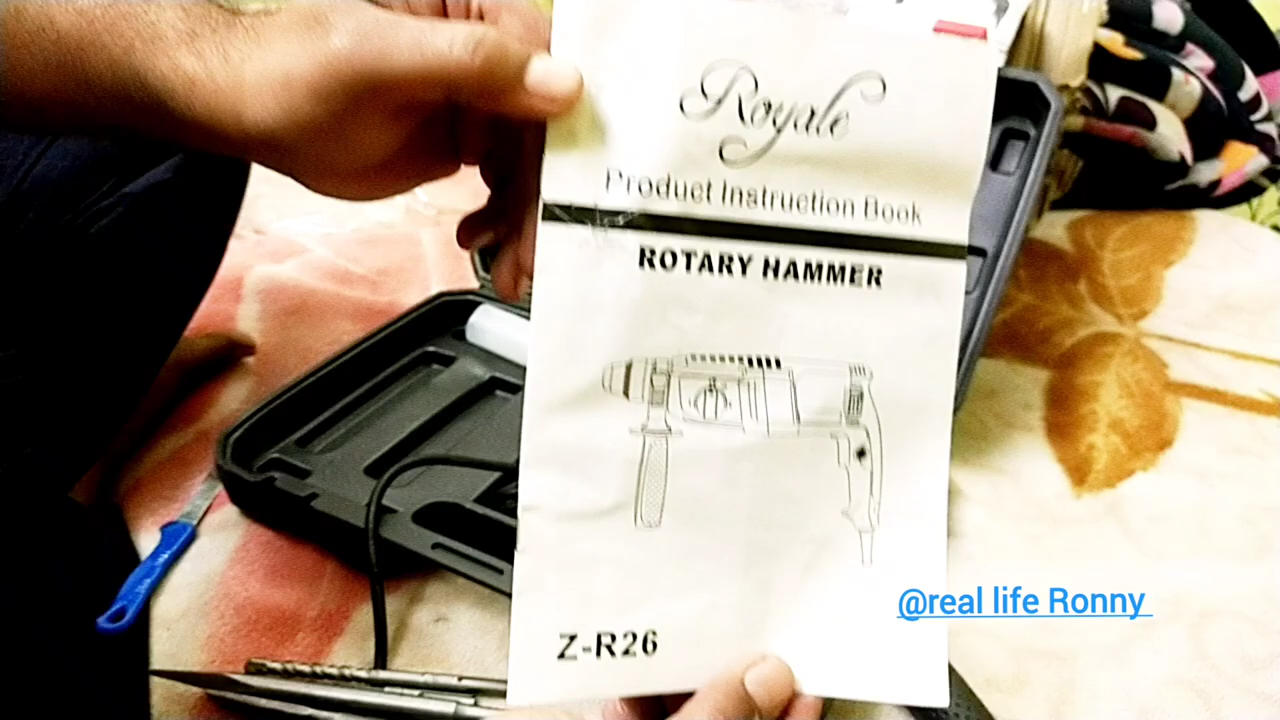 Royale
Product Instruction Book
ROTARY HAMMER
@real life Ronny
Z-R26